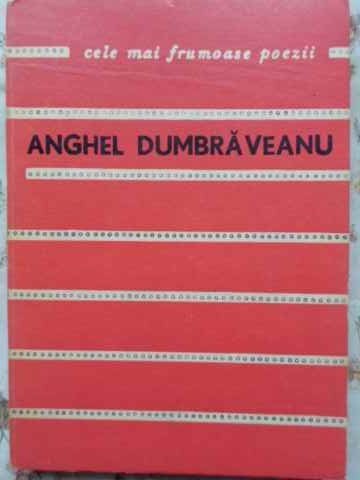 cele mai frumoase poezii
ANGHEL DUMBRĂVEANU